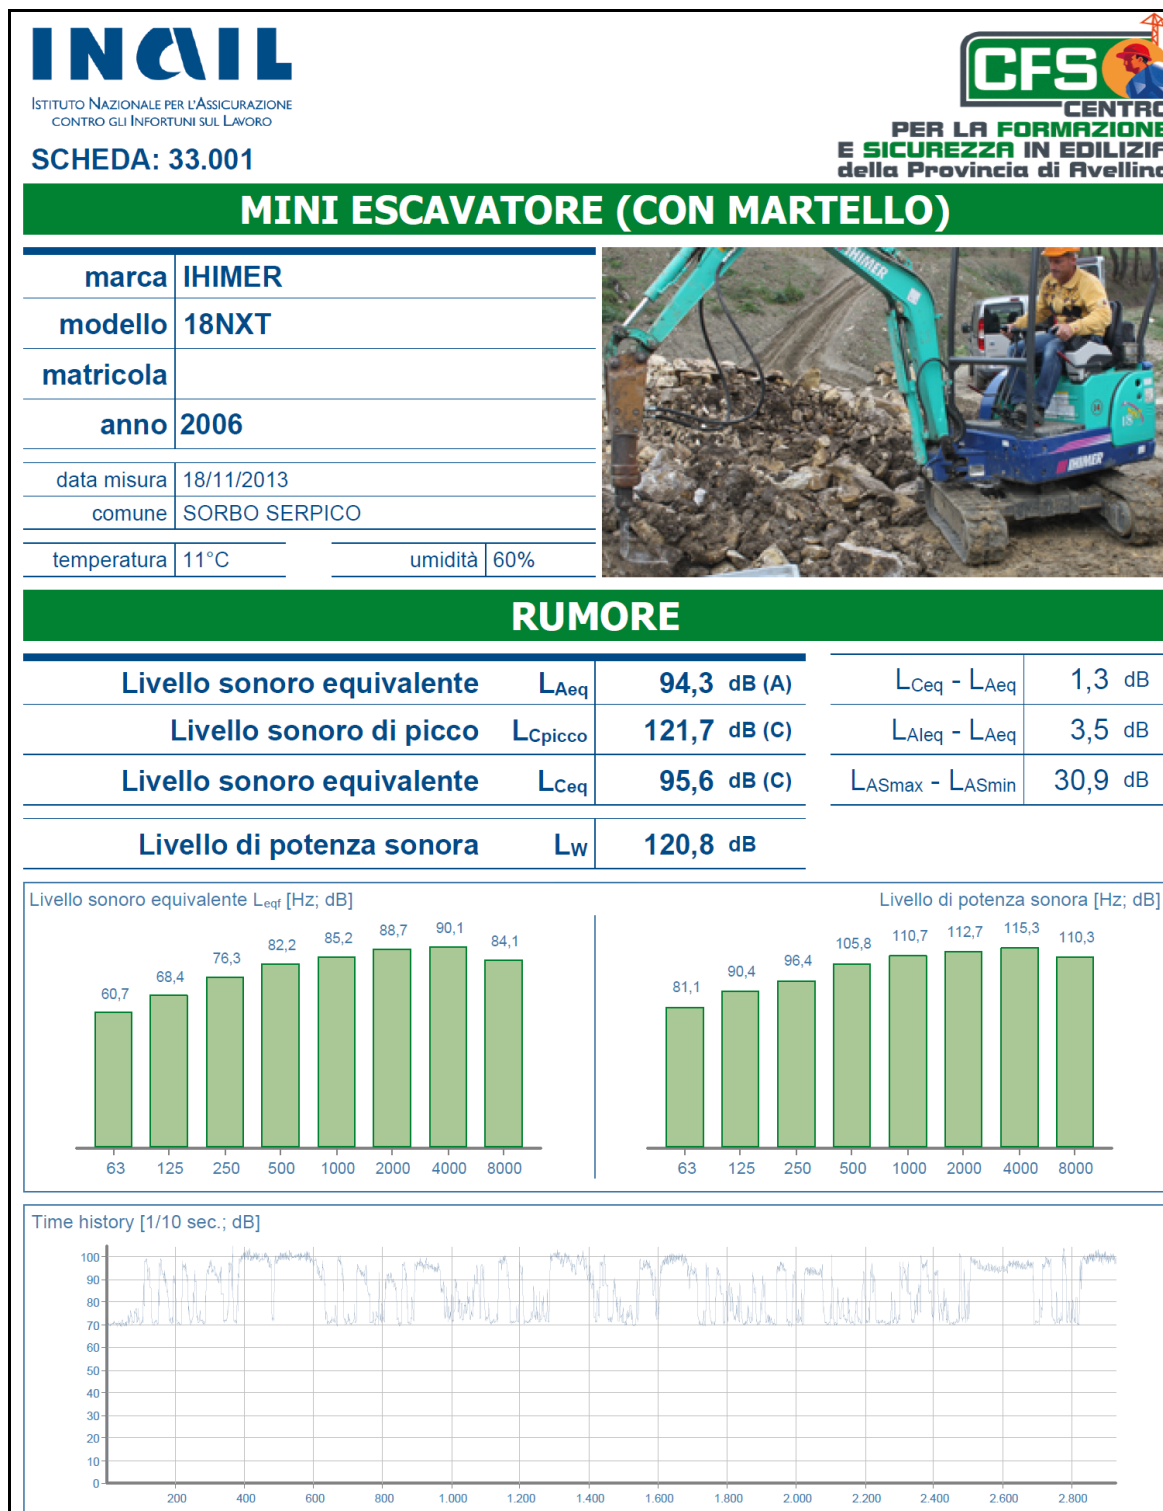 INAIL
ISTITUTO NAZIONALE PER L'ASSICURAZIONE
CONTRO GLI INFORTUNI SUL LAVORO
CFS
CENTRO
PER LA FORMAZIONE
E SICUREZZA IN EDILIZIA
della Provincia di Avellino
SCHEDA: 33.001
MINI ESCAVATORE (CON MARTELLO)
marca IHIMER
modello 18NXT
matricola
anno 2006
data misura 18/11/2013
comune SORBO SERPICO
temperatura 11°C umidità 60%
IHIMER
IHIMER
18
RUMORE
Livello sonoro equivalente LAeq 94,3 dB (A) LCeq - LAeq 1,3 dB
Livello sonoro di picco LCpicco 121,7 dB (C) LAIeq - LAeq 3,5 dB
Livello sonoro equivalente LCeq 95,6 dB (C) LASmax - LASmin 30,9 dB
Livello di potenza sonora LW 120,8 dB
Livello sonoro equivalente Leqf [Hz; dB]
60,7 68,4 76,3 82,2 85,2 88,7 90,1 84,1
63 125 250 500 1000 2000 4000 8000
Livello di potenza sonora [Hz; dB]
81,1 90,4 96,4 105,8 110,7 112,7 115,3 110,3
63 125 250 500 1000 2000 4000 8000
Time history [1/10 sec.; dB]
100
90
80
70
60
50
40
30
20
10
0
200 400 600 800 1.000 1.200 1.400 1.600 1.800 2.000 2.200 2.400 2.600 2.800